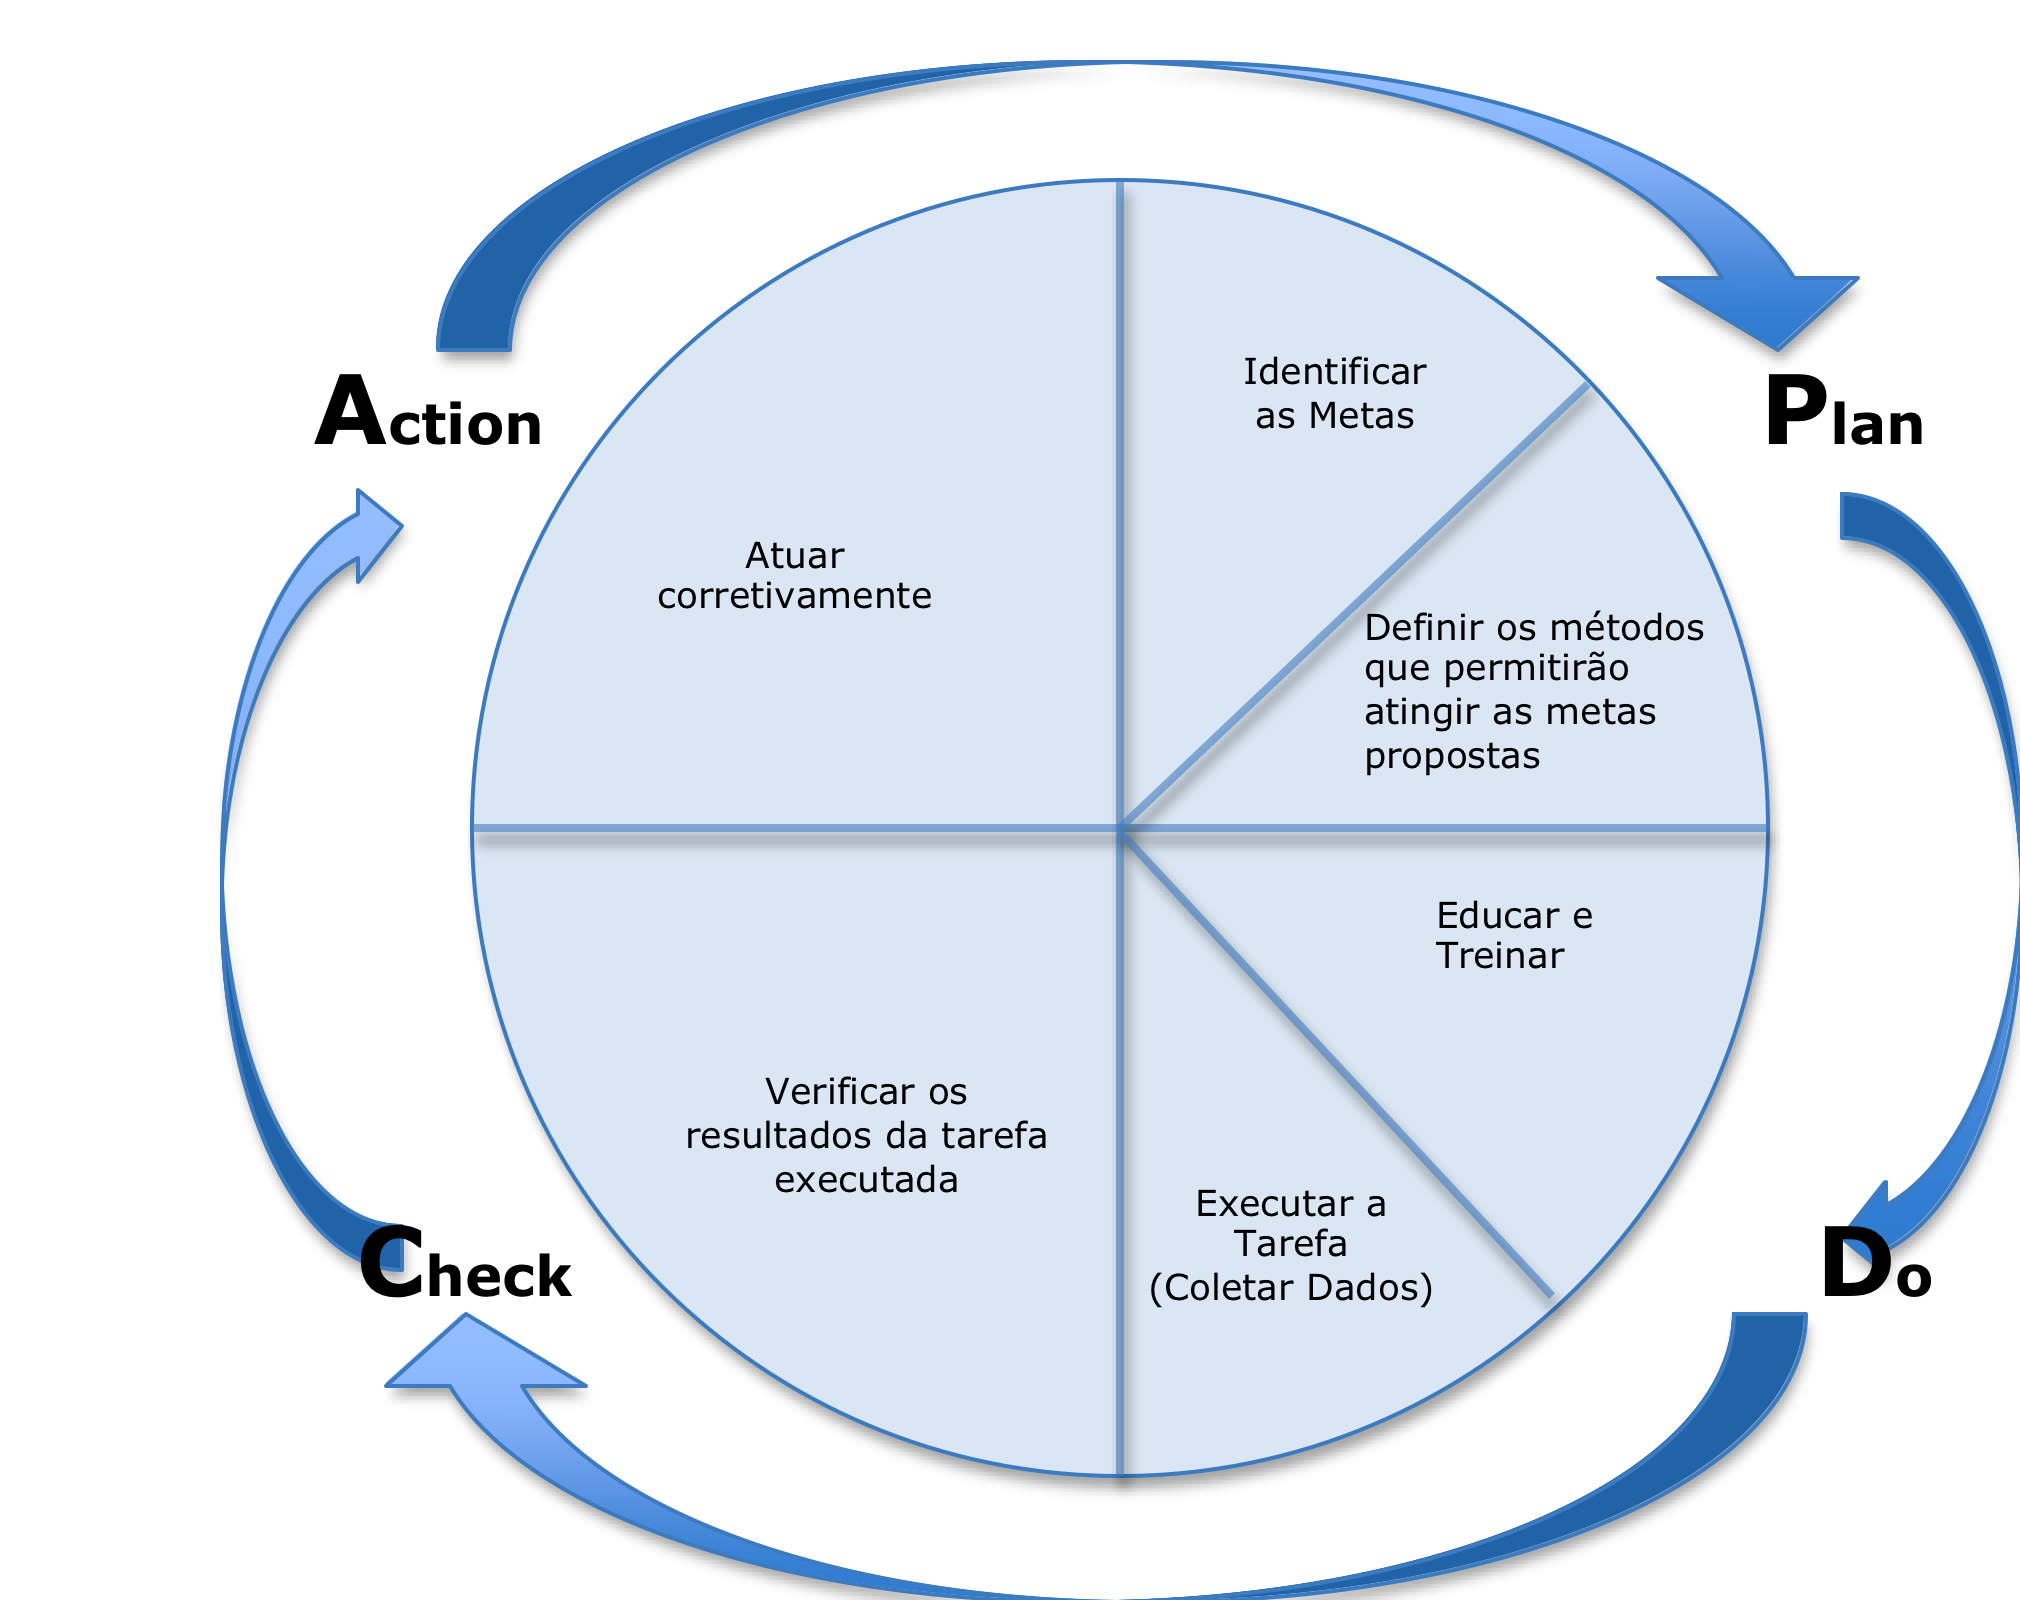 Action
Plan
Identificar
as Metas
Atuar
corretivamente
Definir os métodos
que permitirão
atingir as metas
propostas
Educar e
Treinar
Verificar os
resultados da tarefa
executada
Executar a
Tarefa
(Coletar Dados)
Check
Do